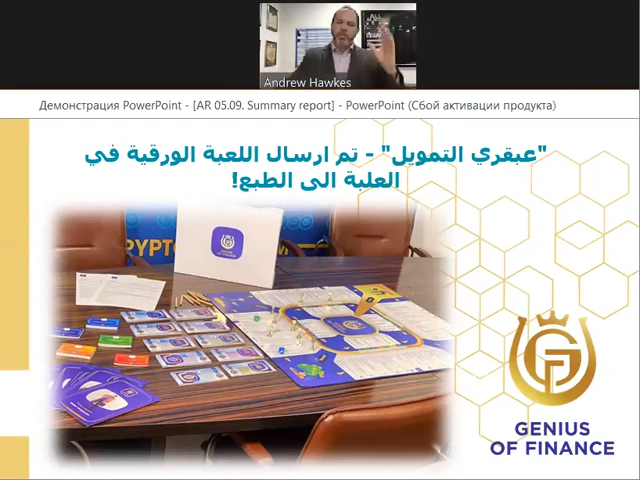 Andrew Hawkes
Демонстрация PowerPoint - [AR 05.09. Summary report] - PowerPoint (Сбой активации продукта)
"عبقري التمويل" - تم ارسال اللعبة الورقية في
العلبة الى الطبع!
GENIUS
OF FINANCE